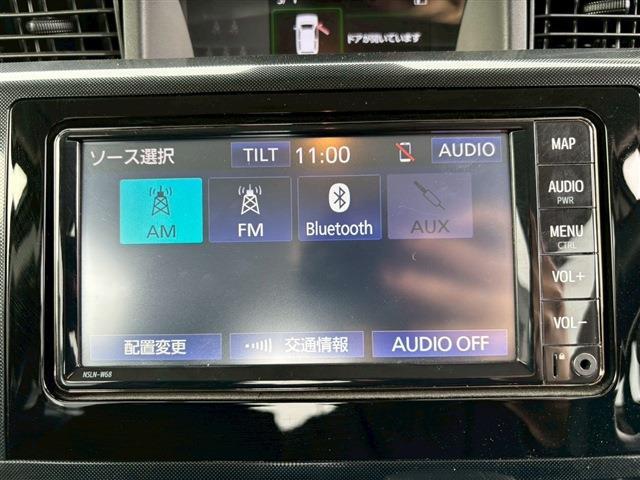 ドアが開いています
ソース選択 TILT 11:00 AUDIO
AM FM Bluetooth AUX
配置変更 交通情報 AUDIO OFF
NSLN-W68
MAP
AUDIO
PWR
MENU
CTRL
VOL+
VOL−